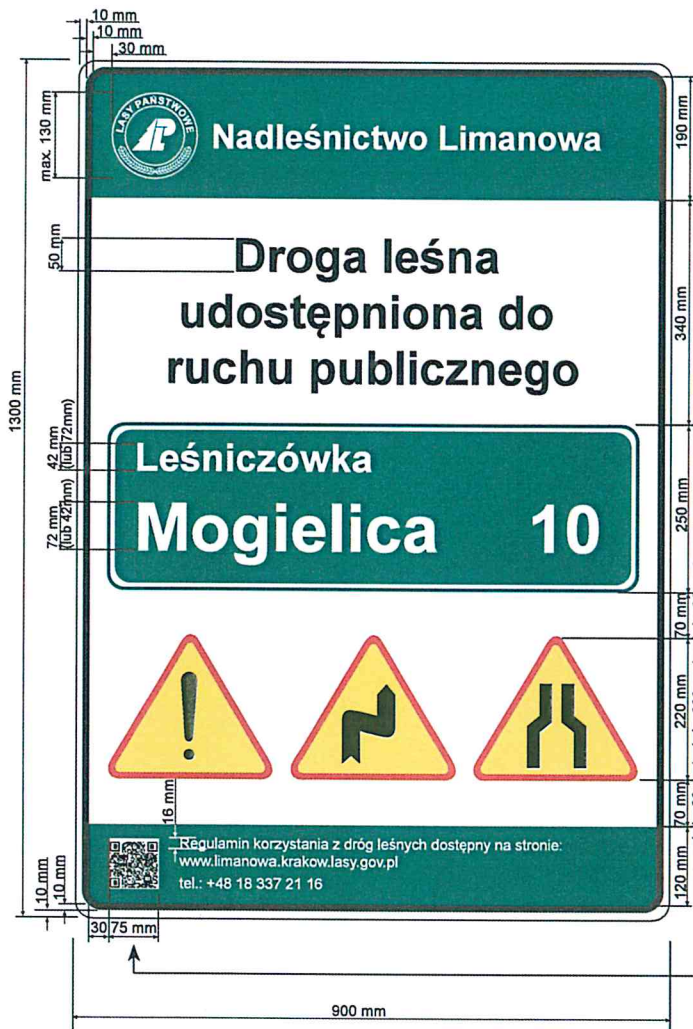 10 mm
10 mm
30 mm
1300 mm
max. 130 mm
LASY PAŃSTWOWE
Nadleśnictwo Limanowa
190 mm
50 mm
Droga leśna
udostępniona do
ruchu publicznego
340 mm
42 mm
(lub 72mm)
Leśniczówka
72 mm
(lub 42mm)
Mogielica 10
250 mm
70 mm
220 mm
70 mm
16 mm
Regulamin korzystania z dróg leśnych dostępny na stronie:
www.limanowa.krakow.lasy.gov.pl
tel.: +48 18 337 21 16
120 mm
10 mm
10 mm
30 75 mm
900 mm